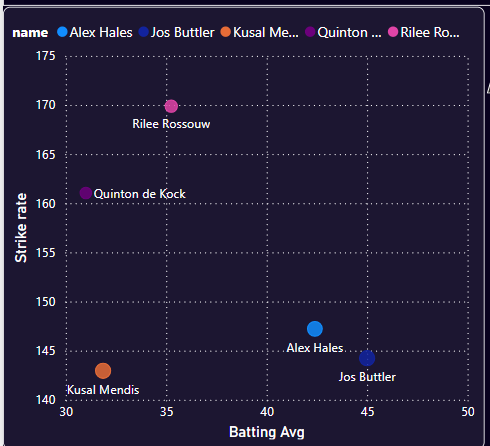 name Alex Hales Jos Buttler Kusal Me... Quinton ... Rilee Ro...
175
170
Rilee Rossouw
165
Quinton de Kock
160
Strike rate
155
150
Alex Hales
145
Jos Buttler
Kusal Mendis
140
30 35 40 45 50
Batting Avg